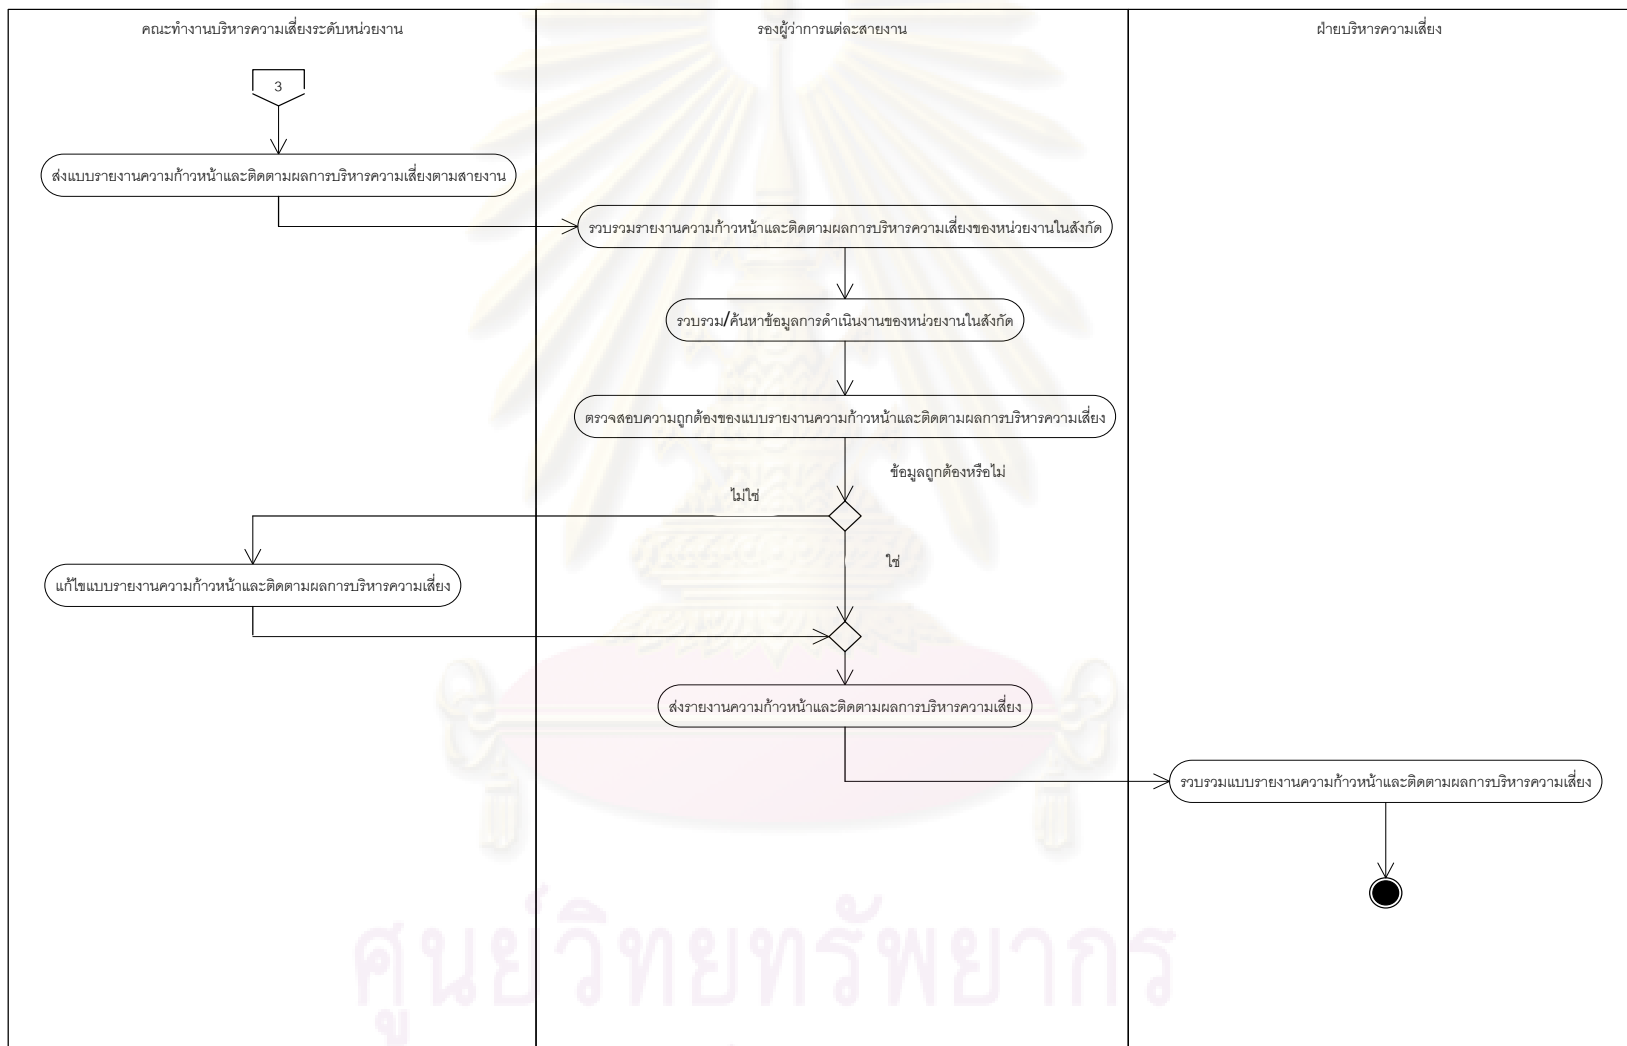 คณะทำงานบริหารความเสี่ยงระดับหน่วยงาน
รองผู้ว่าการแต่ละสายงาน
ฝ่ายบริหารความเสี่ยง
3
ส่งแบบรายงานความก้าวหน้าและติดตามผลการบริหารความเสี่ยงตามสายงาน
รวบรวมรายงานความก้าวหน้าและติดตามผลการบริหารความเสี่ยงของหน่วยงานในสังกัด
รวบรวม/ค้นหาข้อมูลการดำเนินงานของหน่วยงานในสังกัด
ตรวจสอบความถูกต้องของแบบรายงานความก้าวหน้าและติดตามผลการบริหารความเสี่ยง
ข้อมูลถูกต้องหรือไม่
ไม่ใช่
ใช่
แก้ไขแบบรายงานความก้าวหน้าและติดตามผลการบริหารความเสี่ยง
ส่งรายงานความก้าวหน้าและติดตามผลการบริหารความเสี่ยง
รวบรวมแบบรายงานความก้าวหน้าและติดตามผลการบริหารความเสี่ยง
ศูนย์วิทยทรัพยากร